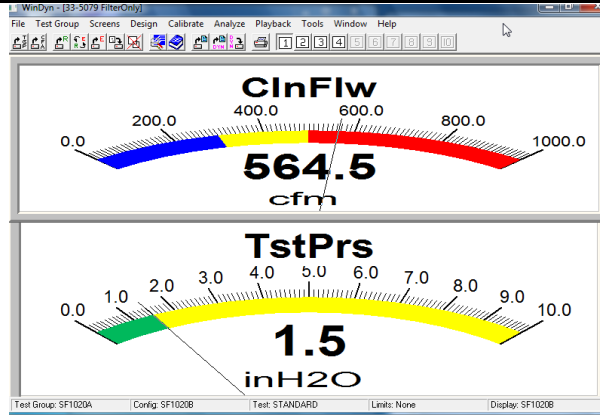 WinDyn - [33-5079 FilterOnly]
File Test Group Screens Design Calibrate Analyze Playback Tools Window Help
1 2 3 4 5 6 7 8 9 10
ClnFlw
0.0 200.0 400.0 600.0 800.0 1000.0
564.5
cfm
TstPrs
0.0 1.0 2.0 3.0 4.0 5.0 6.0 7.0 8.0 9.0 10.0
1.5
inH2O
Test Group: SF1020A Config: SF1020B Test: STANDARD Limits: None Display: SF1020B